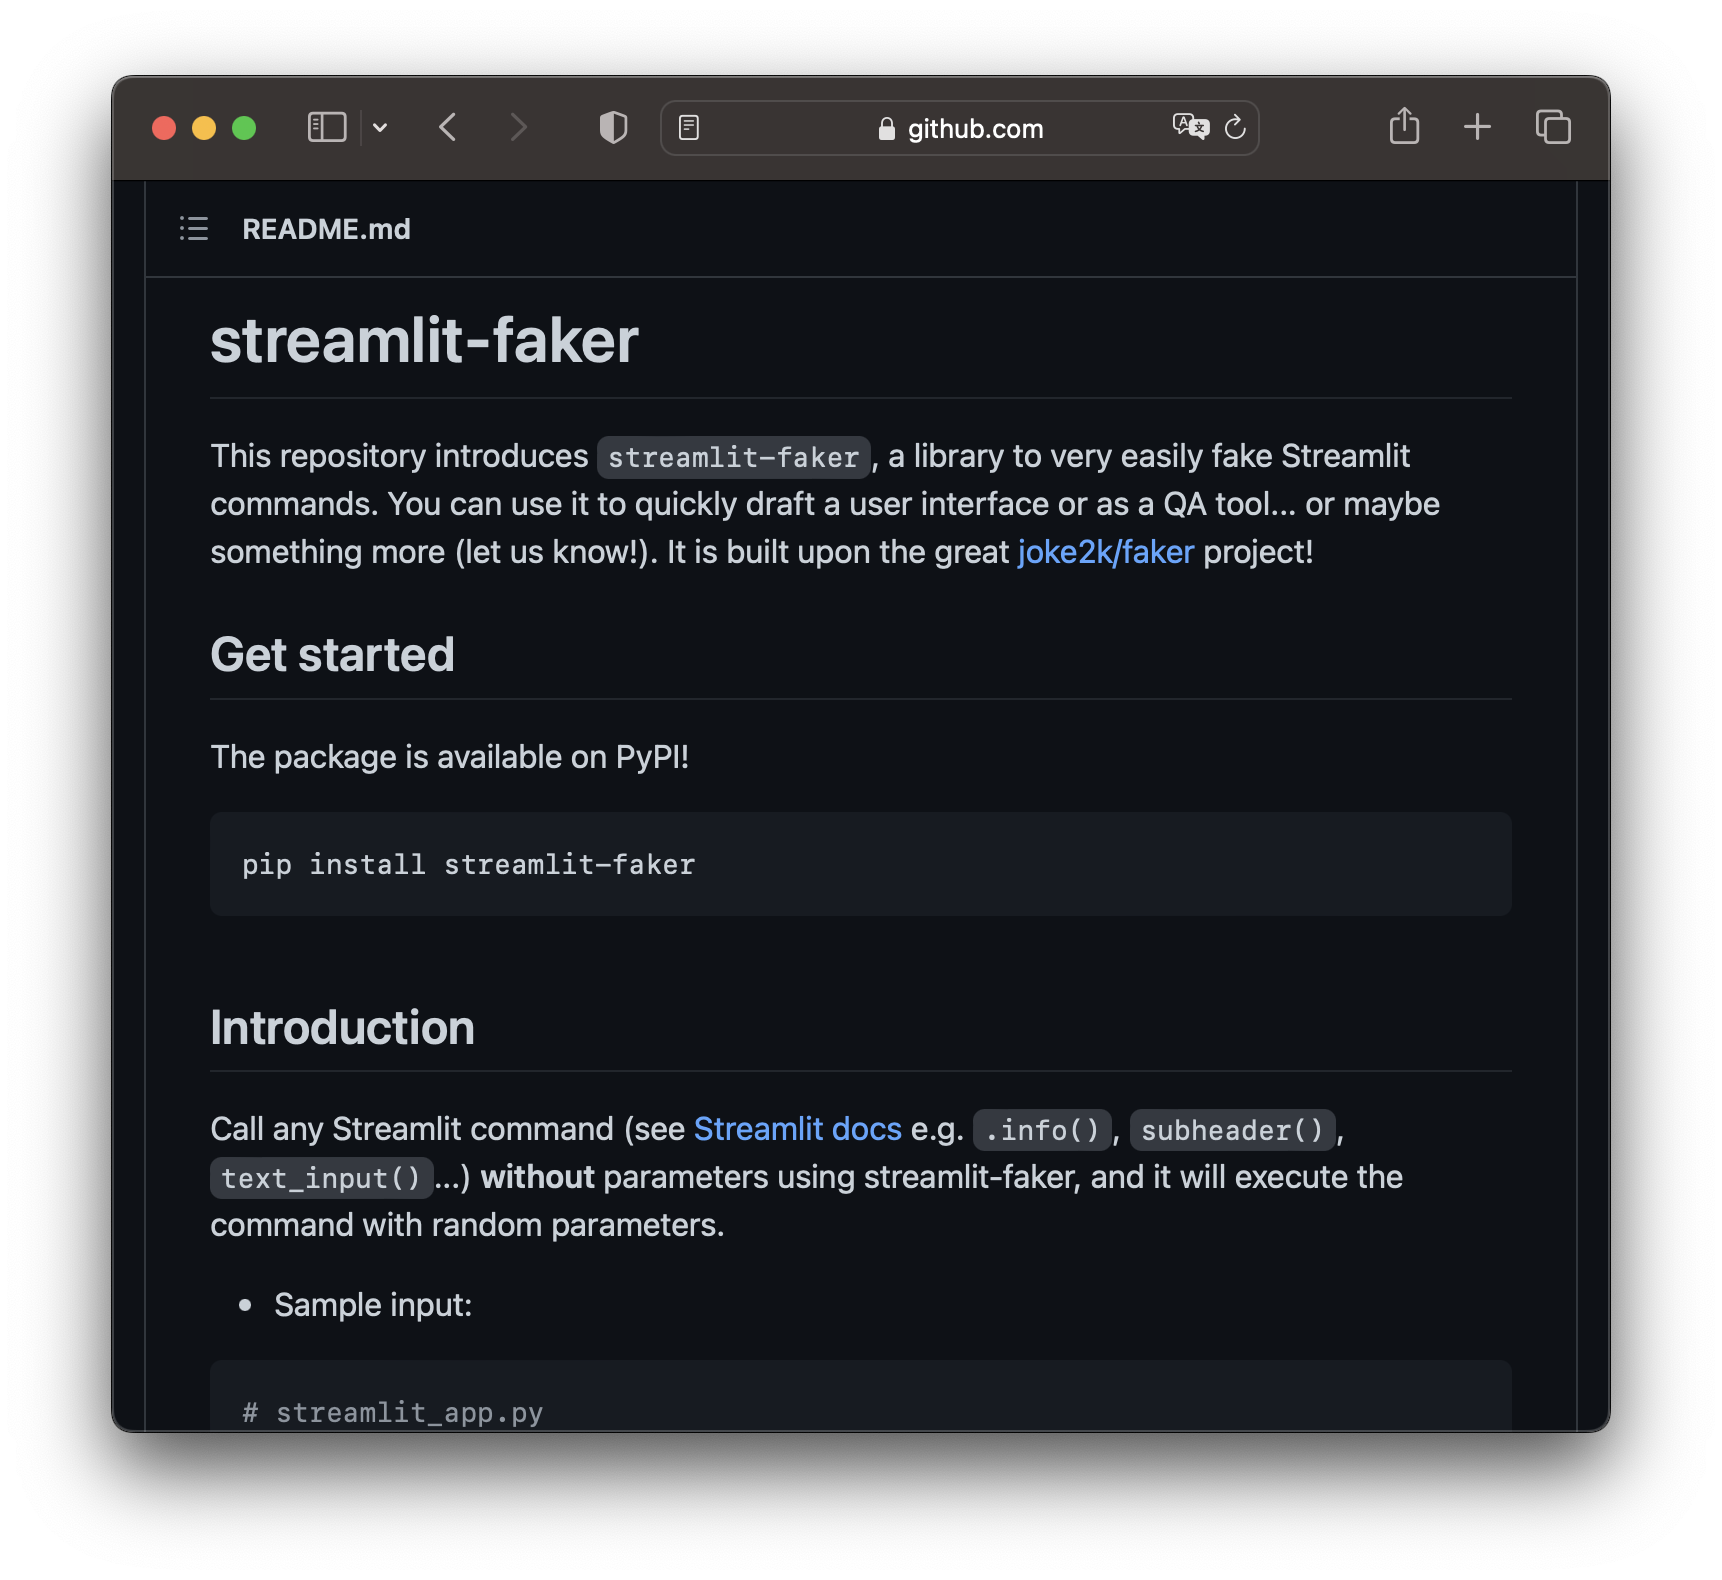 github.com
README.md
streamlit-faker
This repository introduces streamlit-faker, a library to very easily fake Streamlit
commands. You can use it to quickly draft a user interface or as a QA tool... or maybe
something more (let us know!). It is built upon the great joke2k/faker project!
Get started
The package is available on PyPI!
pip install streamlit-faker
Introduction
Call any Streamlit command (see Streamlit docs e.g. .info(), subheader(),
text_input()...) without parameters using streamlit-faker, and it will execute the
command with random parameters.
• Sample input:
# streamlit_app.py